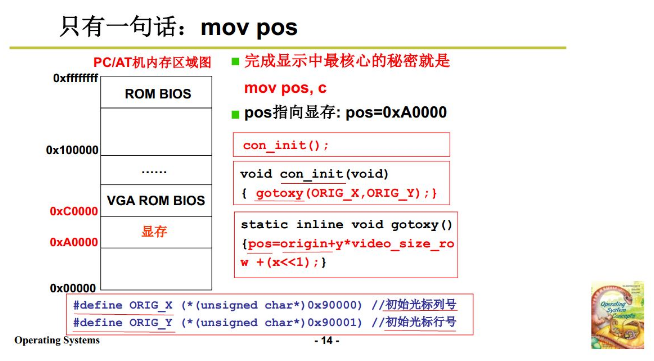 只有一句话：mov pos
PC/AT机内存区域图
0xffffffff
ROM BIOS
0x100000
......
VGA ROM BIOS
0xC0000
显存
0xA0000
0x00000
完成显示中最核心的秘密就是
mov pos, c
pos指向显存: pos=0xA0000
con_init();
void con_init(void)
{ gotoxy(ORIG_X,ORIG_Y);}
static inline void gotoxy()
{pos=origin+y*video_size_ro
w +(x<<1);}
#define ORIG_X (*(unsigned char*)0x90000) //初始光标列号
#define ORIG_Y (*(unsigned char*)0x90001) //初始光标行号
Operating Systems
- 14 -
Operating
System
Concepts